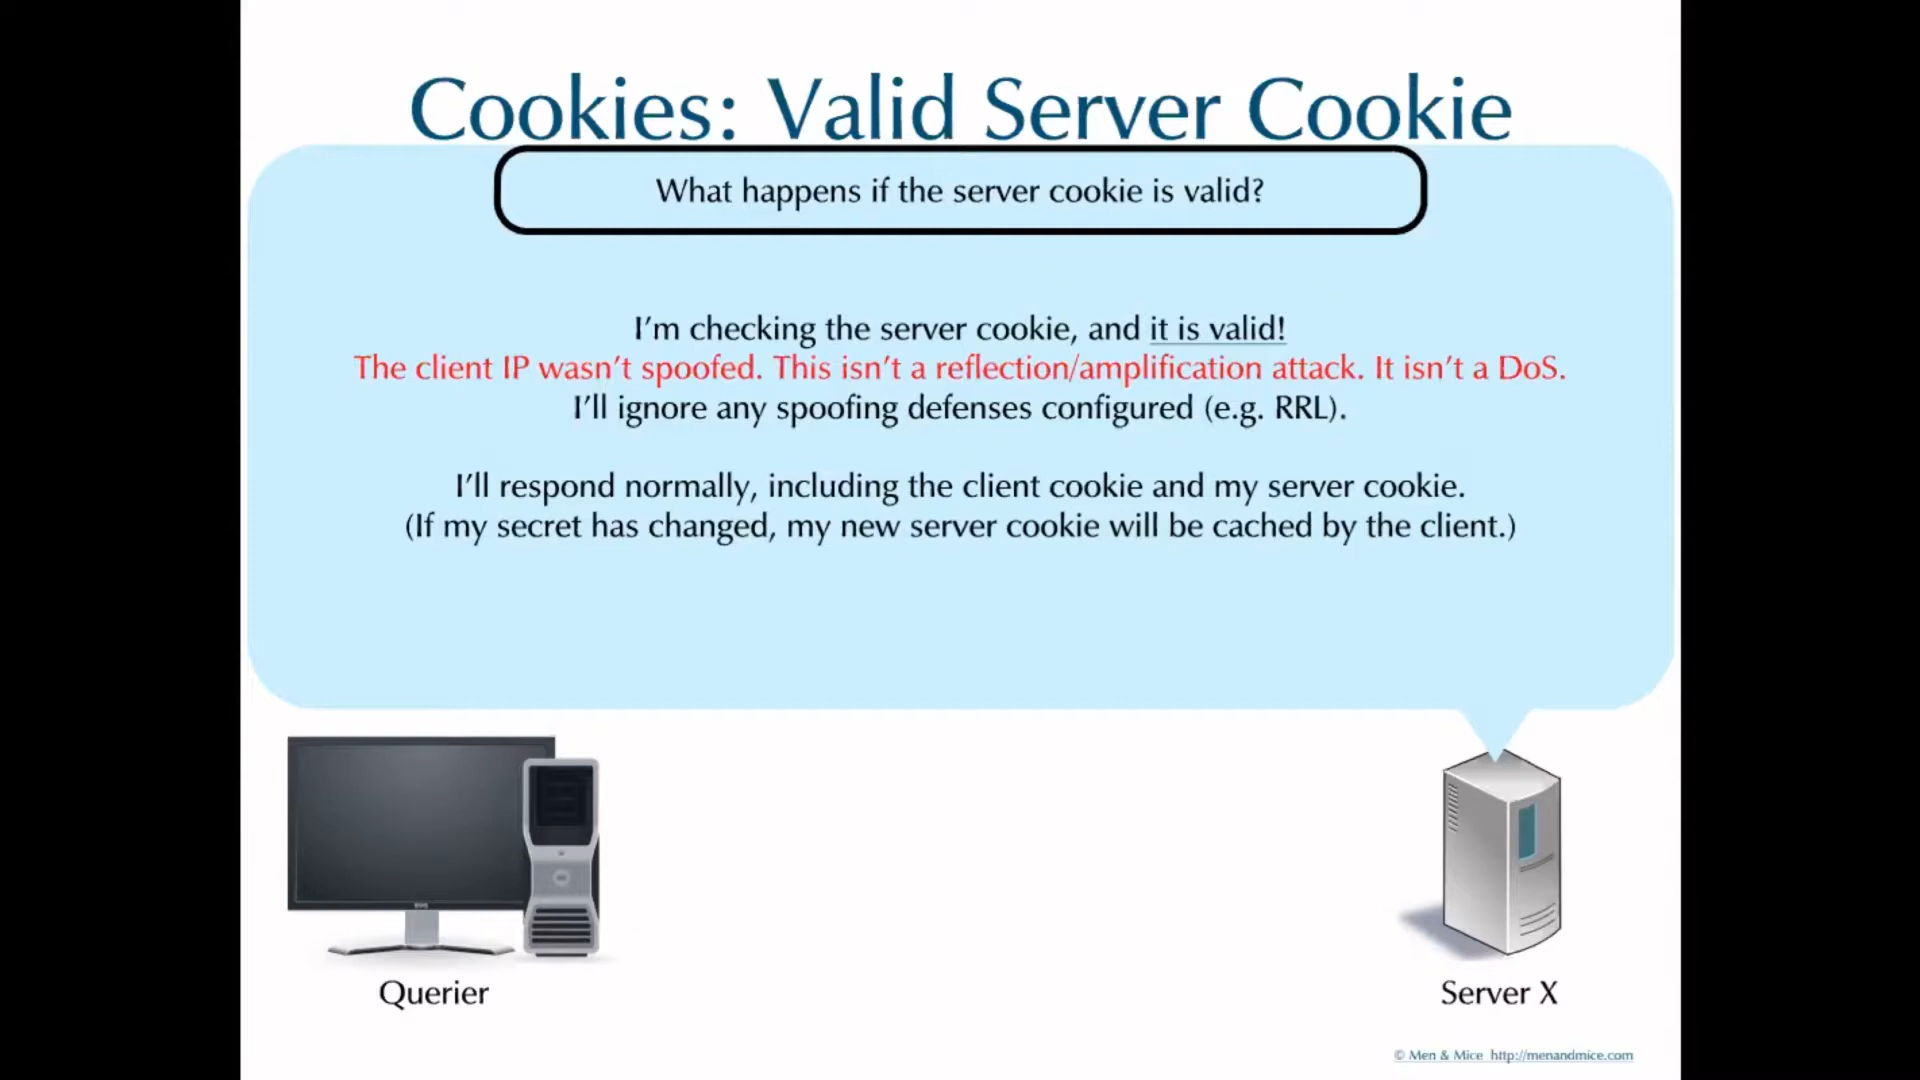 Cookies: Valid Server Cookie
What happens if the server cookie is valid?
I'm checking the server cookie, and it is valid!
The client IP wasn't spoofed. This isn't a reflection/amplification attack. It isn't a DoS.
I'll ignore any spoofing defenses configured (e.g. RRL).
I'll respond normally, including the client cookie and my server cookie.
(If my secret has changed, my new server cookie will be cached by the client.)
Querier
Server X
© Men & Mice http://menandmice.com